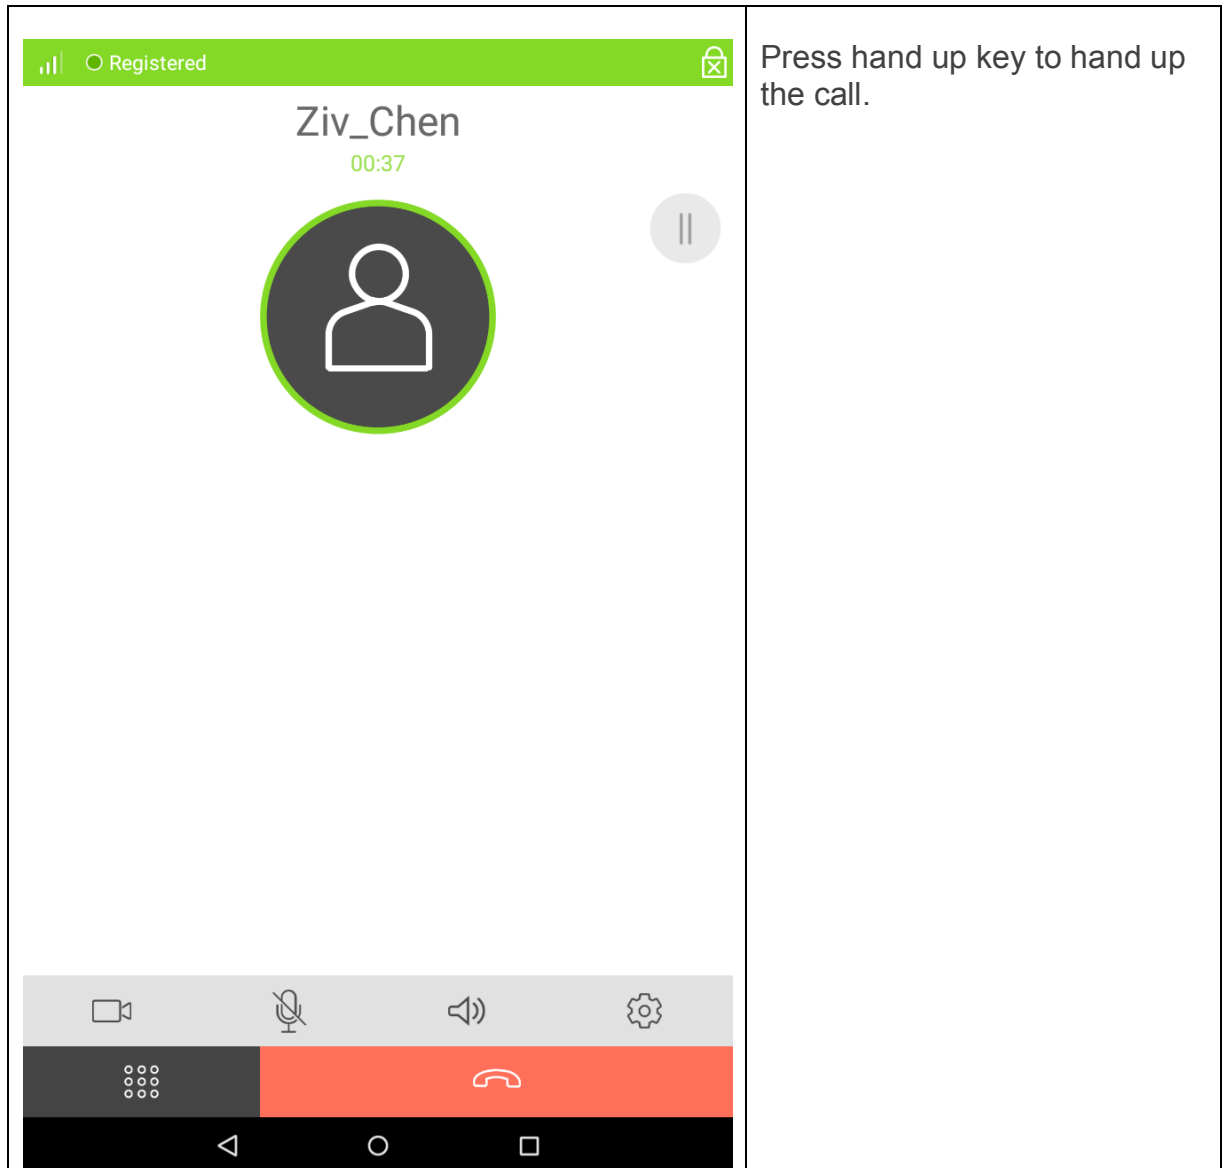 Registered
Ziv_Chen
00:37
Press hand up key to hand up
the call.